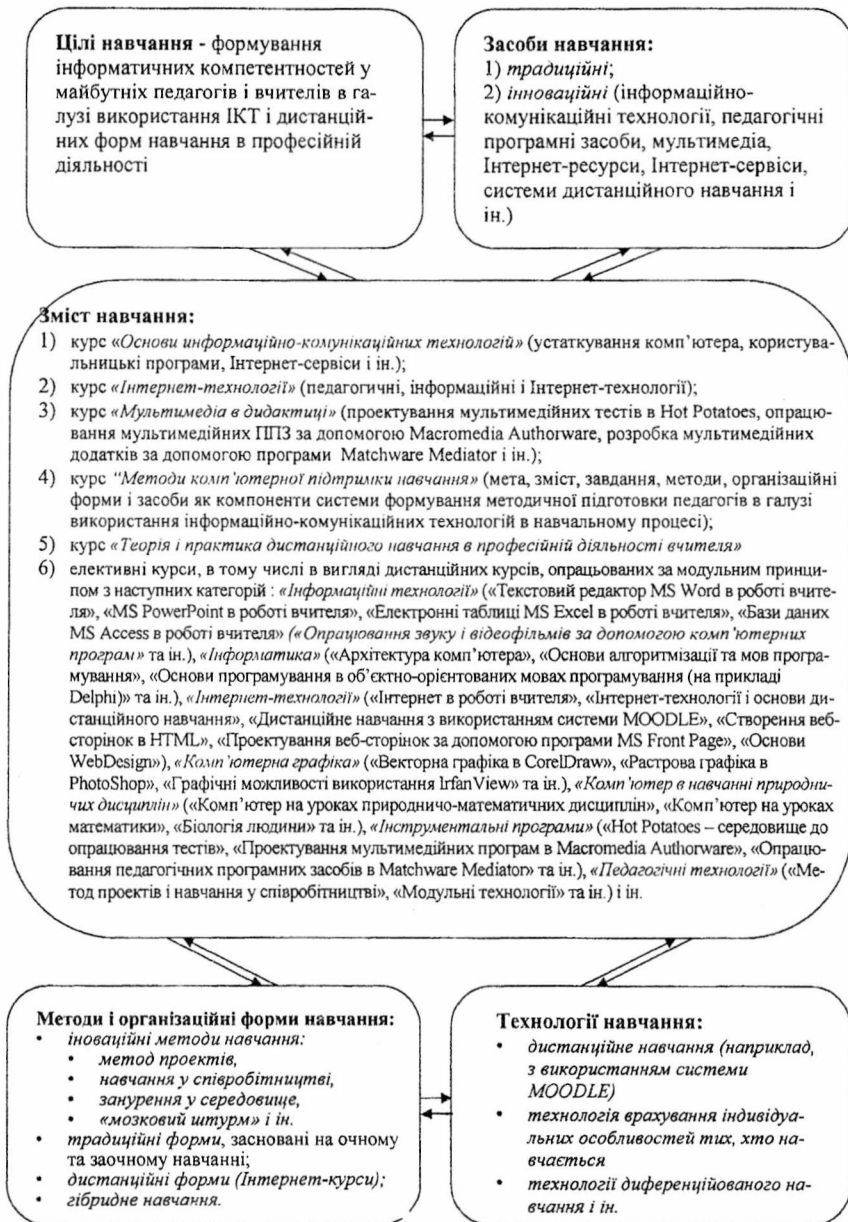 Цілі навчання - формування
інформатичних компетентностей у
майбутніх педагогів і вчителів в га-
лузі використання ІКТ і дистанцій-
них форм навчання в професійній
діяльності
Засоби навчання:
1) традиційні;
2) інноваційні (інформаційно-
комунікаційні технології, педагогічні
програмні засоби, мультимедіа,
Інтернет-ресурси, Інтернет-сервіси,
системи дистанційного навчання і
ін.)
Зміст навчання:
1) курс «Основи информаційно-комунікаційних технологій» (устаткування комп’ютера, користува-
льницькі програми, Інтернет-сервіси і ін.);
2) курс «Інтернет-технології» (педагогичні, інформаційні і Інтернет-технології);
3) курс «Мультимедіа в дидактиці» (проектування мультимедійних тестів в Hot Potatoes, опрацю-
вання мультимедійних ППЗ за допомогою Macromedia Authorware, розробка мультимедійних
додатків за допомогою програми Matchware Mediator і ін.);
4) курс "Методи комп’ютерної підтримки навчання» (мета, зміст, завдання, методи, організаційні
форми і засоби як компоненти системи формування методичної підготовки педагогів в галузі
використання інформаційно-комунікаційних технологій в навчальному процесі);
5) курс «Теорія і практика дистанційного навчання в професійній діяльності вчителя»
6) елективні курси, в тому числі в вигляді дистанційних курсів, опрацьованих за модульним принци-
пом з наступних категорій : «Інформаційні технології» («Текстовий редактор MS Word в роботі вчите-
ля», «MS PowerPoint в роботі вчителя», «Електронні таблиці MS Excel в роботі вчителя», «Бази даних
MS Access в роботі вчителя» («Опрацювання звуку і відеофільмів за допомогою комп’ютерних
програм» та ін.), «Інформатика» («Архітектура комп’ютера», «Основи алгоритмізації та мов програ-
мування», «Основи програмування в об’єктно-орієнтованих мовах програмування (на прикладі
Delphi)» та ін.), «Інтернет-технології» («Інтернет в роботі вчителя», «Інтернет-технології і основи ди-
станційного навчання», «Дистанційне навчання з використанням системи MOODLE», «Створення веб-
сторінок в HTML», «Проектування веб-сторінок за допомогою програми MS Front Page», «Основи
WebDesign»), «Комп’ютерна графіка» («Векторна графіка в CorelDraw», «Растрова графіка в
PhotoShop», «Графічні можливості використання IrfanView» та ін.), «Комп’ютер в навчанні природни-
чих дисциплін» («Комп’ютер на уроках природничо-математичних дисциплін», «Комп’ютер на уроках
математики», «Біологія людини» та ін.), «Інструментальні програми» («Hot Potatoes – середовище до
опрацювання тестів», «Проектування мультимедійних програм в Macromedia Authorware», «Опрацю-
вання педагогічних програмних засобів в Matchware Mediator» та ін.), «Педагогічні технології» («Ме-
тод проектів і навчання у співробітництві», «Модульні технології» та ін.) і ін.
Методи і організаційні форми навчання:
• іноваційні методи навчання:
• метод проектів,
• навчання у співробітництві,
• занурення у середовище,
• «мозковий штурм» і ін.
• традиційні форми, засновані на очному
та заочному навчанні;
• дистанційні форми (Інтернет-курси);
• гібридне навчання.
Технології навчання:
• дистанційне навчання (наприклад,
з використанням системи
MOODLE)
• технологія врахування індивідуа-
льних особливостей тих, хто на-
вчається
• технології диференційованого на-
вчання і ін.